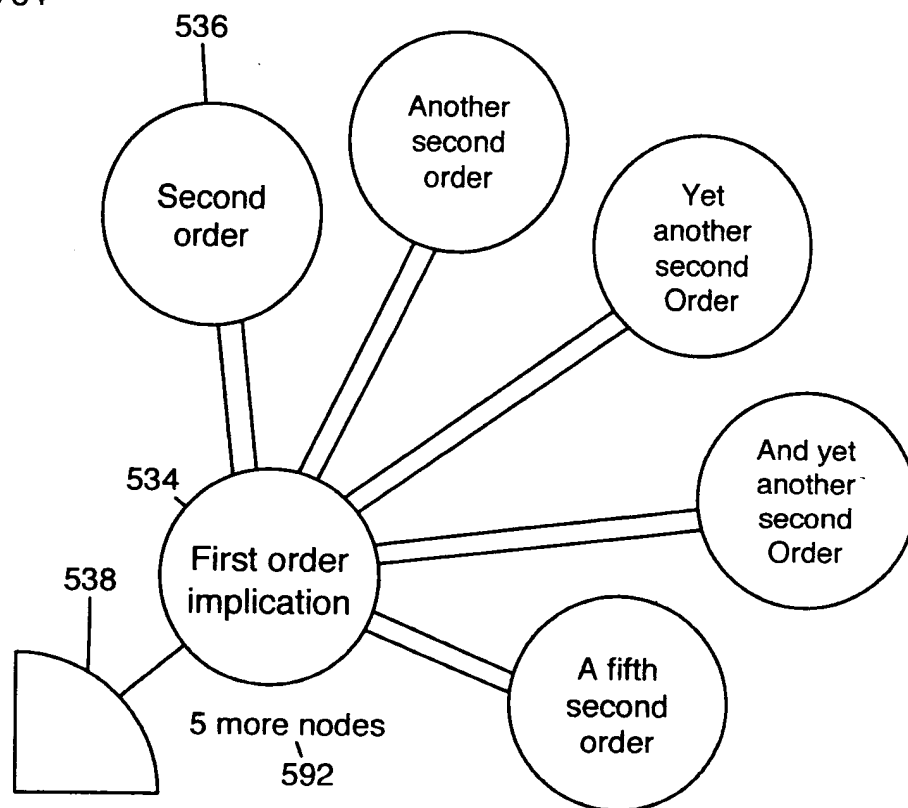 536
Another
second
order
Second
order
Yet
another
second
Order
And yet
another
second
Order
534
First order
implication
538
A fifth
second
order
5 more nodes
592